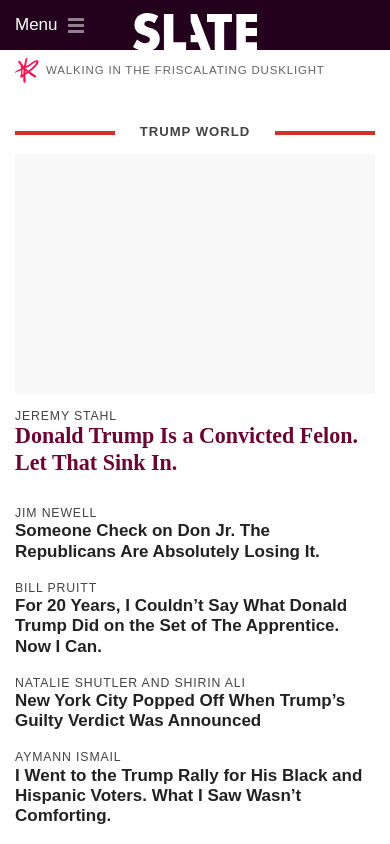 Menu
SLATE
WALKING IN THE FRISCALATING DUSKLIGHT
TRUMP WORLD
JEREMY STAHL
Donald Trump Is a Convicted Felon.
Let That Sink In.
JIM NEWELL
Someone Check on Don Jr. The
Republicans Are Absolutely Losing It.
BILL PRUITT
For 20 Years, I Couldn’t Say What Donald
Trump Did on the Set of The Apprentice.
Now I Can.
NATALIE SHUTLER AND SHIRIN ALI
New York City Popped Off When Trump’s
Guilty Verdict Was Announced
AYMANN ISMAIL
I Went to the Trump Rally for His Black and
Hispanic Voters. What I Saw Wasn’t
Comforting.